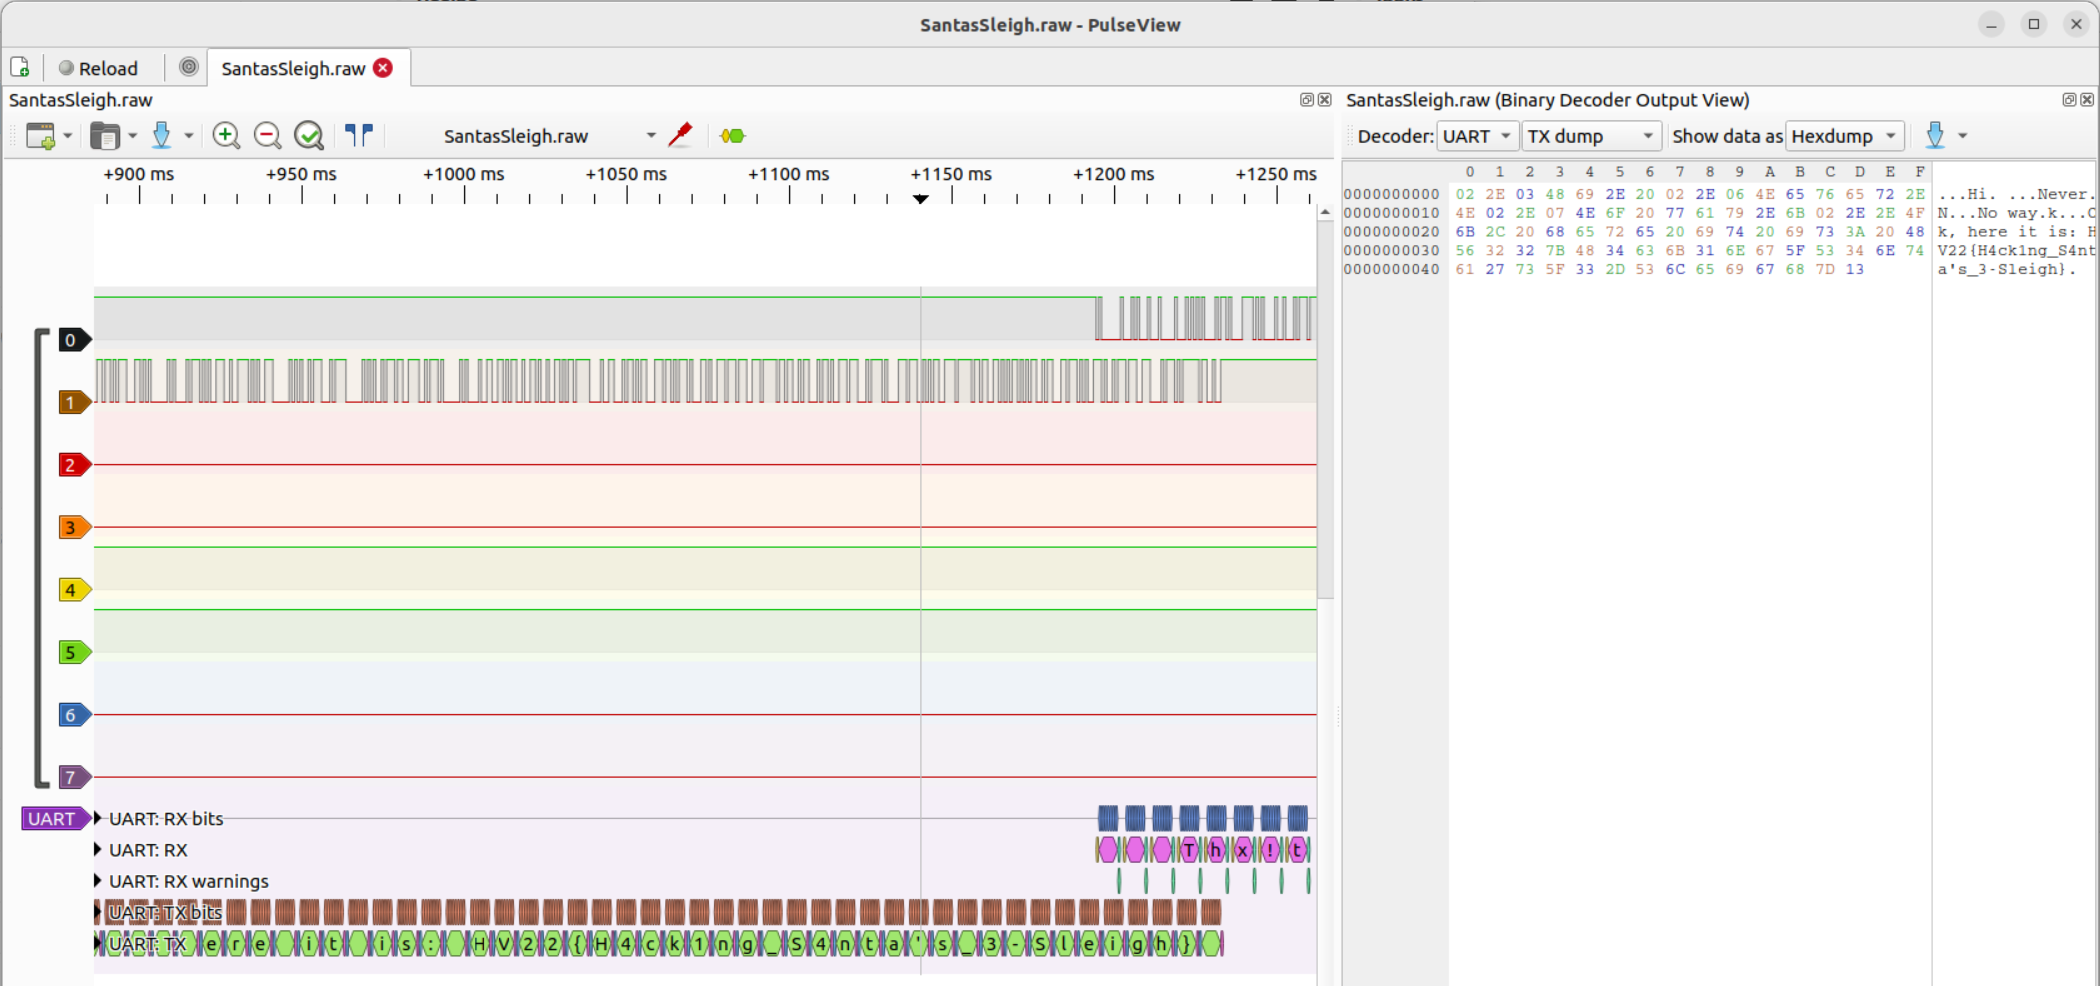 SantasSleigh.raw - PulseView
Reload
SantasSleigh.raw
SantasSleigh.raw
SantasSleigh.raw (Binary Decoder Output View)
SantasSleigh.raw
Decoder: UART TX dump Show data as Hexdump
+900 ms +950 ms +1000 ms +1050 ms +1100 ms +1150 ms +1200 ms +1250 ms
0 1 2 3 4 5 6 7 8 9 A B C D E F
0000000000 02 2E 03 48 69 2E 20 02 2E 06 4E 65 76 65 72 2E ...Hi. ...Never.
0000000010 4E 02 2E 07 4E 6F 20 77 61 79 2E 6B 02 2E 2E 4F N...No way.k...O
0000000020 6B 2C 20 68 65 72 65 20 69 74 20 69 73 3A 20 48 k, here it is: H
0000000030 56 32 32 7B 48 34 63 6B 31 6E 67 5F 53 34 6E 74 V22{H4ck1ng_S4nt
0000000040 61 27 73 5F 33 2D 53 6C 65 69 67 68 7D 13 a's_3-Sleigh}.
0
1
2
3
4
5
6
7
UART
UART: RX bits
UART: RX T h x ! t
UART: RX warnings
UART: TX bits
UART: TX e r e i t i s : H V 2 2 { H 4 c k 1 n g _ S 4 n t a ' s _ 3 - S l e i g h }